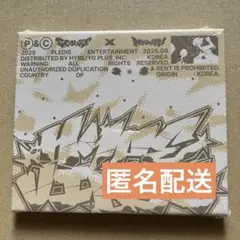 Ⓟ&Ⓒ X
2025 PLEDIS ENTERTAINMENT 2025.06
DISTRIBUTED BY HYBE/YG PLUS INC. KOREA.
WARNING: ALL RIGHTS RESERVED.
UNAUTHORIZED DUPLICATION & RENT IS PROHIBITED.
COUNTRY OF ORIGIN KOREA.
匿名配送